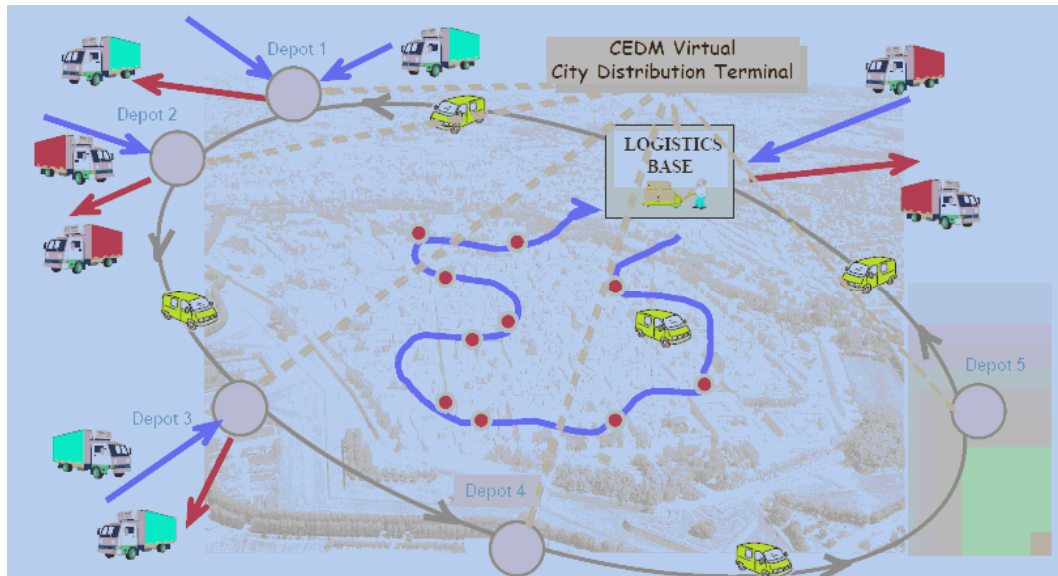 Depot 1
CEDM Virtual
City Distribution Terminal
Depot 2
LOGISTICS
BASE
Depot 5
Depot 3
Depot 4